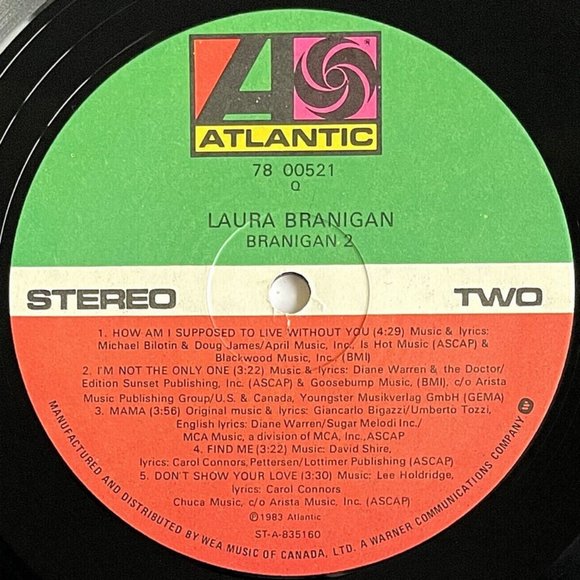 ATLANTIC
78 00521
Q
LAURA BRANIGAN
BRANIGAN 2
STEREO
TWO
1. HOW AM I SUPPOSED TO LIVE WITHOUT YOU (4:29) Music & lyrics:
Michael Bilotin & Doug James/April Music, Inc., Is Hot Music (ASCAP) &
Blackwood Music, Inc. (BMI)
2. I'M NOT THE ONLY ONE (3:22) Music & lyrics: Diane Warren & the Doctor/
Edition Sunset Publishing, Inc. (ASCAP) & Goosebump Music, (BMI), c/o Arista
Music Publishing Group/U.S. & Canada, Youngster Musikverlag GmbH (GEMA)
3. MAMA (3:56) Original music & lyrics: Giancarlo Bigazzi/Umberto Tozzi,
English lyrics: Diane Warren/Sugar Melodi Inc./
MCA Music, a division of MCA, Inc., ASCAP
4. FIND ME (3:22) Music: David Shire,
lyrics: Carol Connors, Pettersen/Lottimer Publishing (ASCAP)
5. DON'T SHOW YOUR LOVE (3:30) Music: Lee Holdridge,
lyrics: Carol Connors
Chuca Music, c/o Arista Music, Inc. (ASCAP)
℗1983 Atlantic
ST-A-835160
MANUFACTURED AND DISTRIBUTED BY WEA MUSIC OF CANADA, LTD. A WARNER COMMUNICATIONS COMPANY